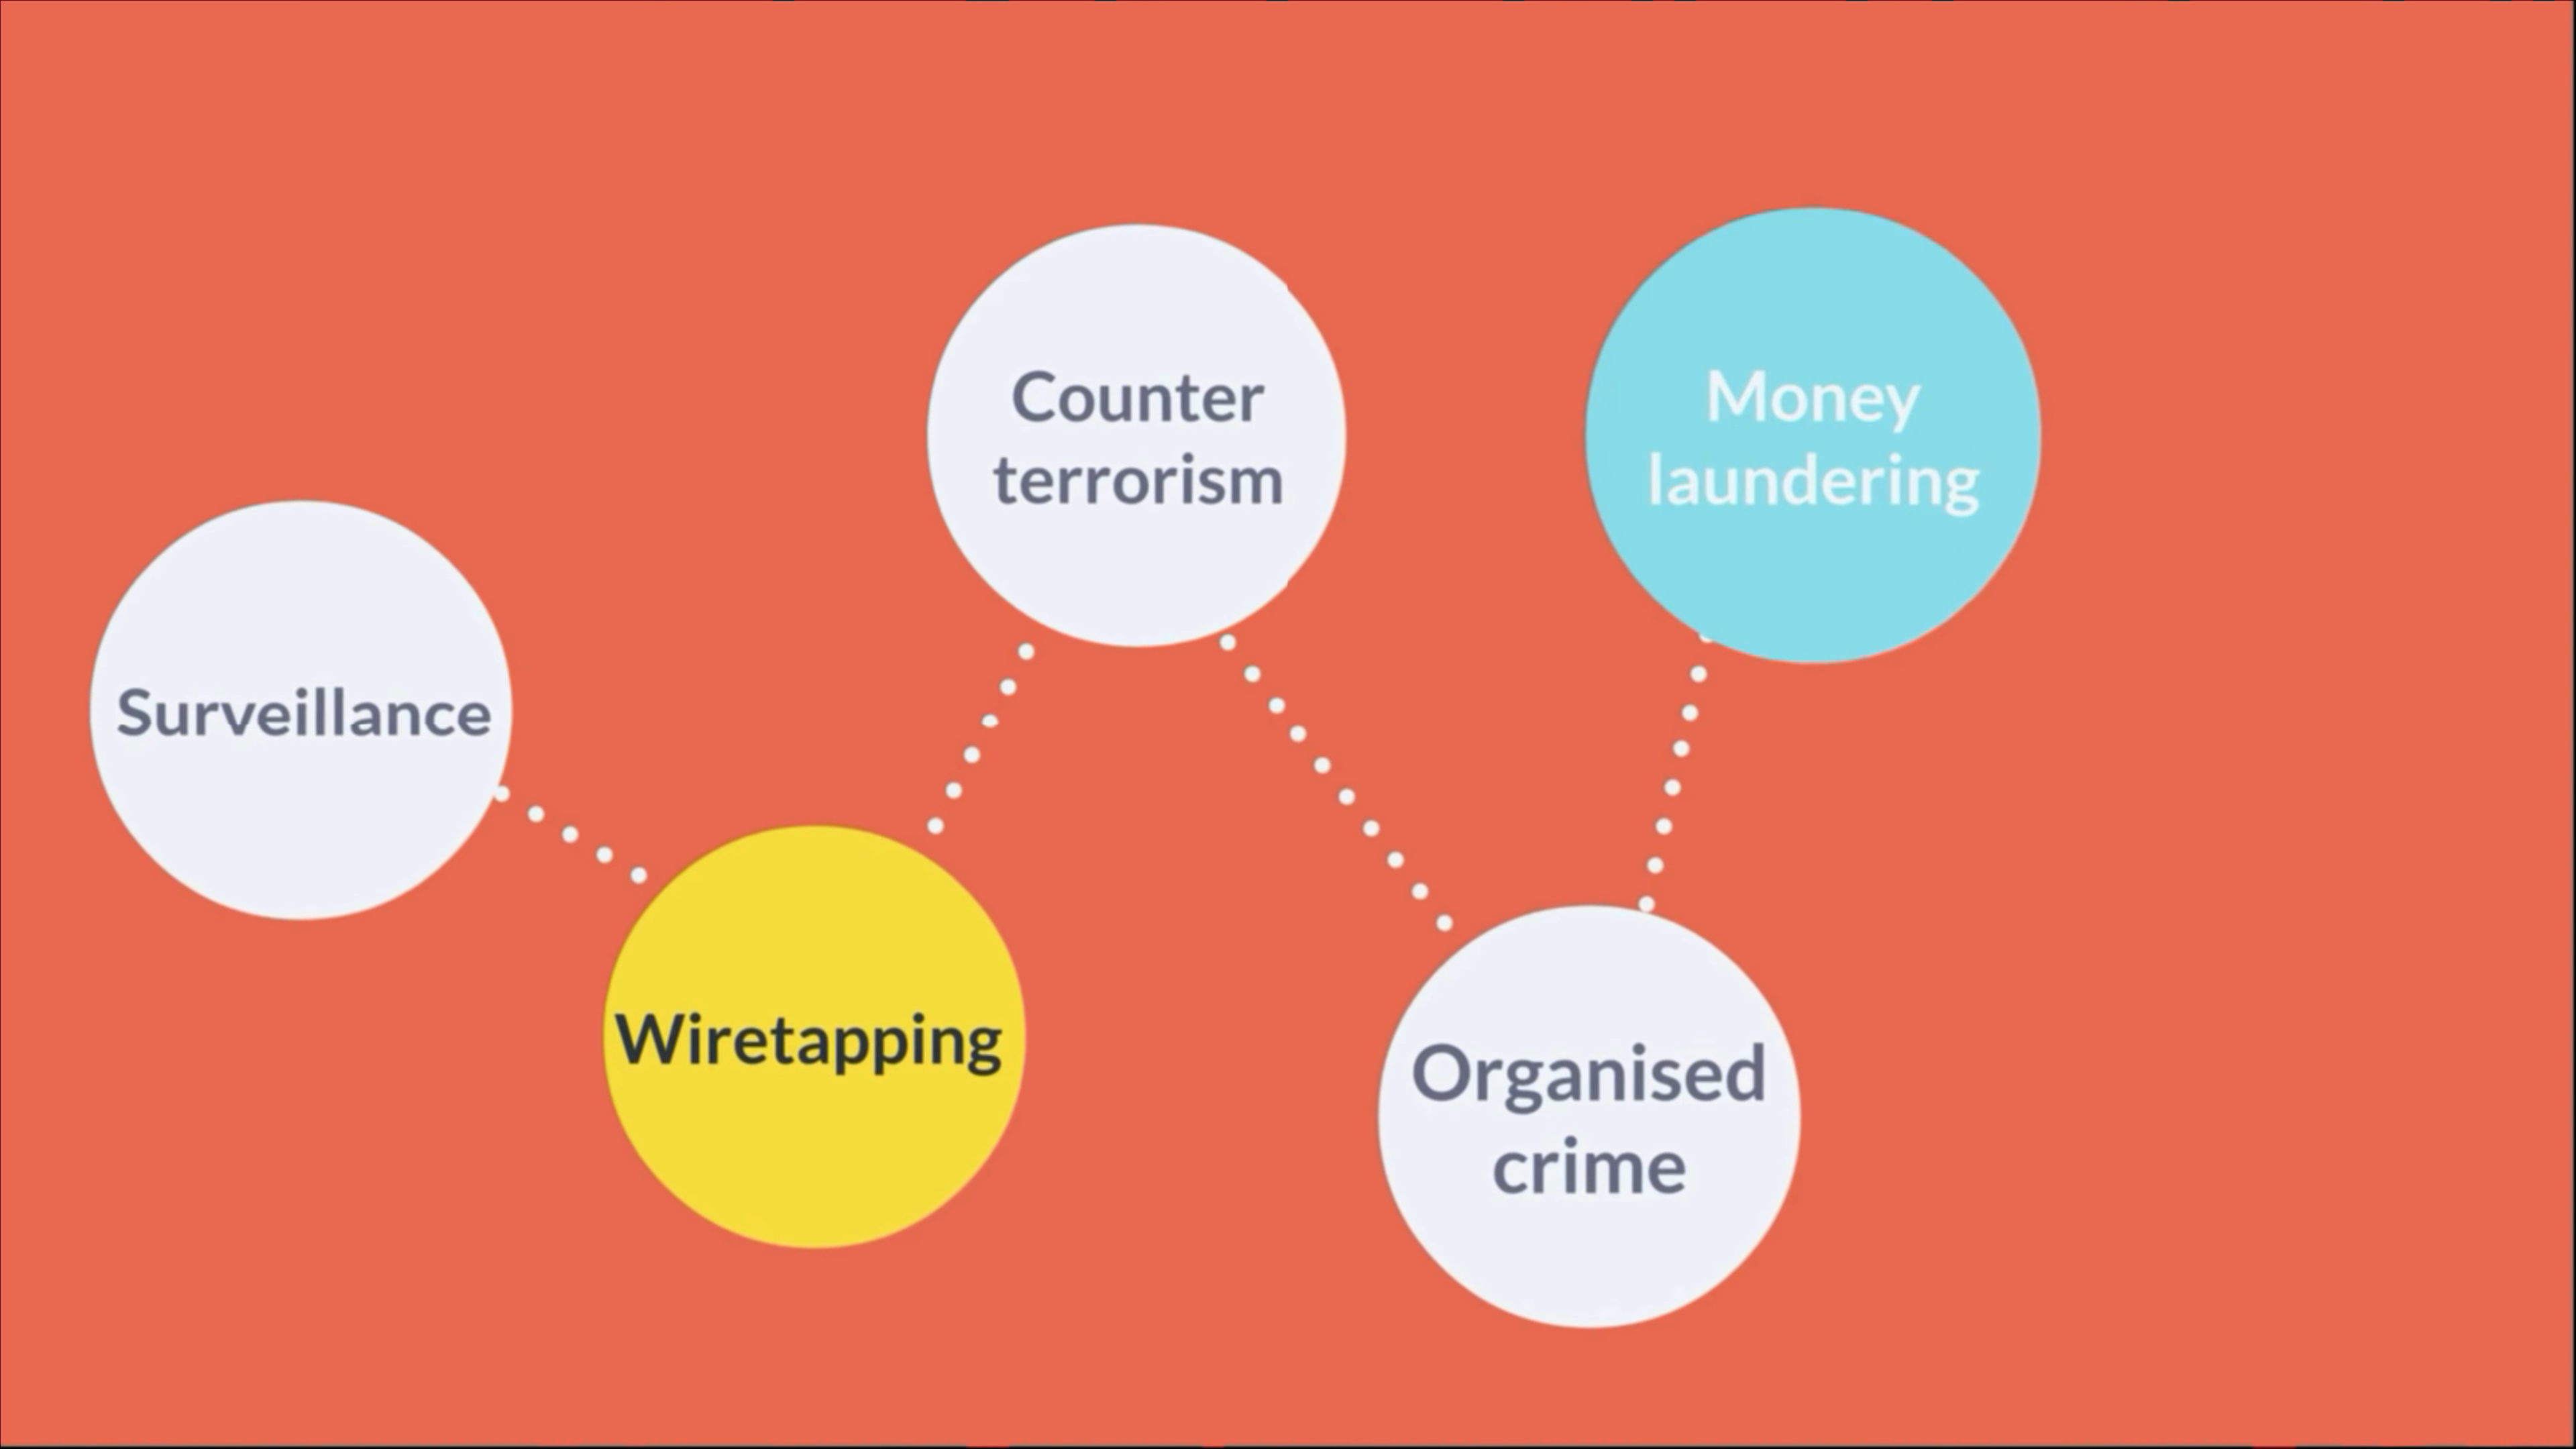 Surveillance
Wiretapping
Counter
terrorism
Organised
crime
Money
laundering